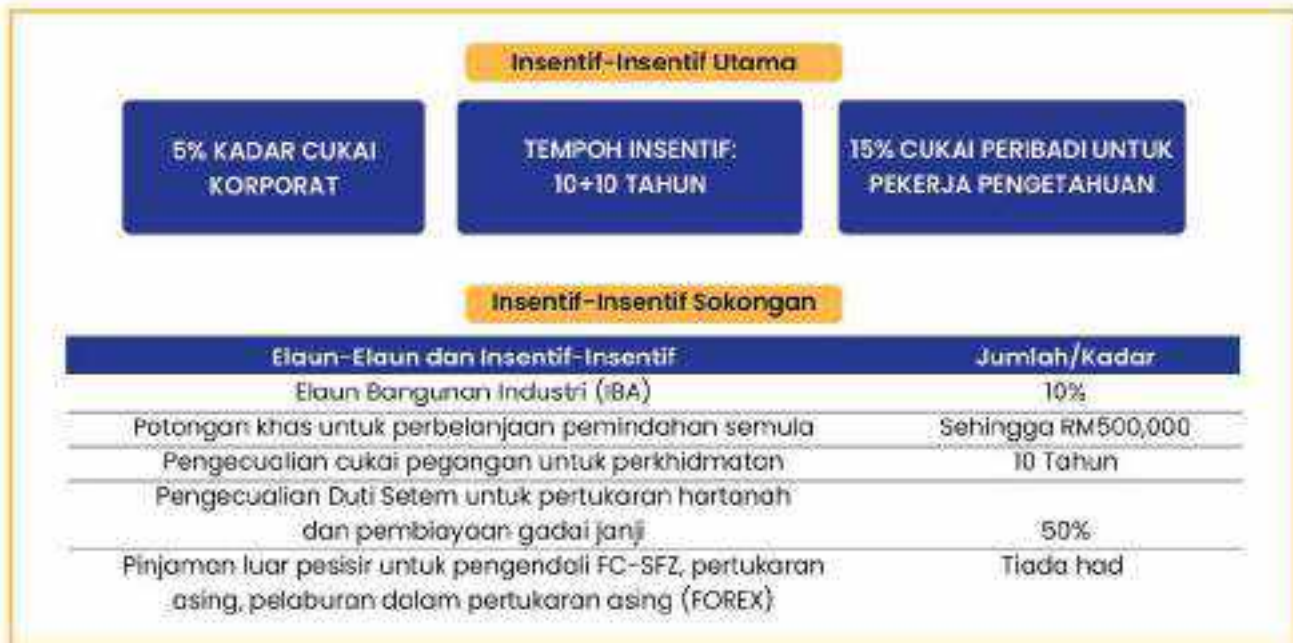 Insentif-Insentif Utama
5% KADAR CUKAI
KORPORAT
TEMPOH INSENTIF:
10+10 TAHUN
15% CUKAI PERIBADI UNTUK
PEKERJA PENGETAHUAN
Insentif-Insentif Sokongan
Elaun-Elaun dan Insentif-Insentif Jumlah/Kadar
Elaun Bangunan Industri (IBA) 10%
Potongan khas untuk perbelanjaan pemindahan semula Sehingga RM500,000
Pengecualian cukai pegangan untuk perkhidmatan 10 Tahun
Pengecualian Duti Setem untuk pertukaran hartanah
dan pembiayaan gadai janji 50%
Pinjaman luar pesisir untuk pengendali FC-SFZ, pertukaran Tiada had
asing, pelaburan dalam pertukaran asing (FOREX)